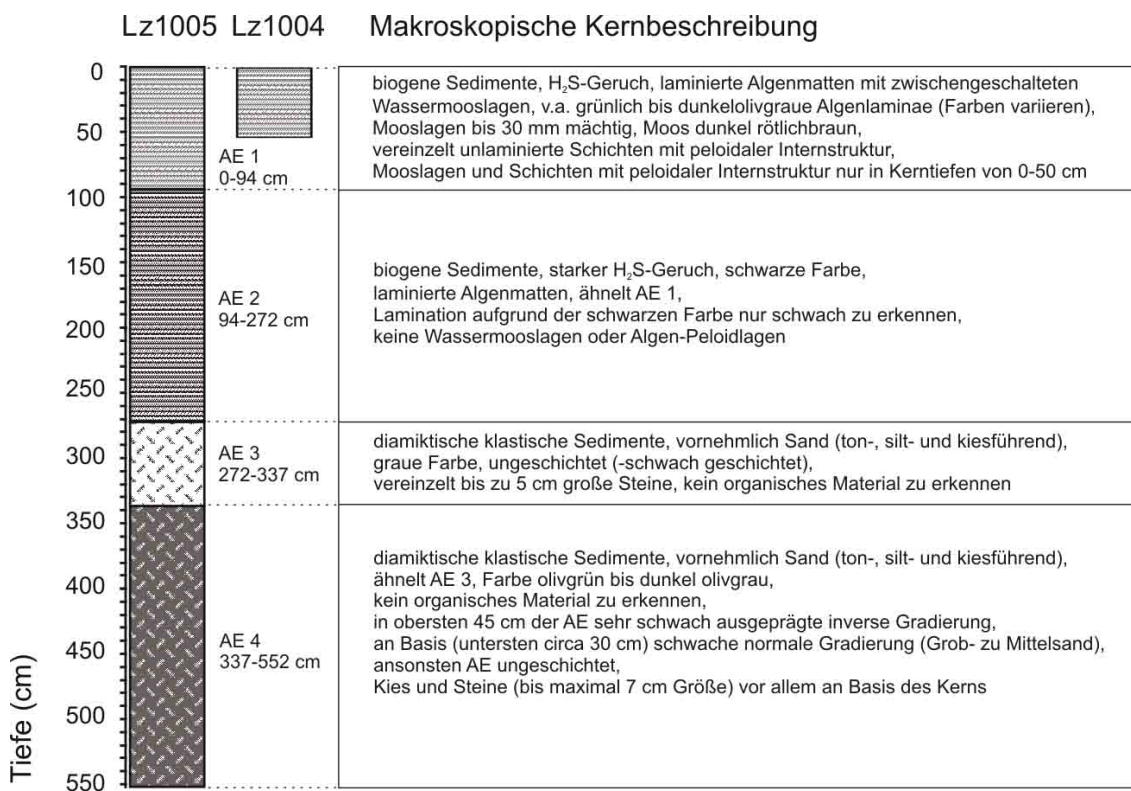 Lz1005 Lz1004 Makroskopische Kernbeschreibung
0
50
100
150
200
250
300
350
400
450
500
550
Tiefe (cm)
AE 1
0-94 cm
biogene Sedimente, H₂S-Geruch, laminierte Algenmatten mit zwischengeschalteten
Wassermooslagen, v.a. grünlich bis dunkelolivgraue Algenlaminae (Farben variieren),
Mooslagen bis 30 mm mächtig, Moos dunkel rötlichbraun,
vereinzelt unlaminierte Schichten mit peloidaler Internstruktur,
Mooslagen und Schichten mit peloidaler Internstruktur nur in Kerntiefen von 0-50 cm
AE 2
94-272 cm
biogene Sedimente, starker H₂S-Geruch, schwarze Farbe,
laminierte Algenmatten, ähnelt AE 1,
Lamination aufgrund der schwarzen Farbe nur schwach zu erkennen,
keine Wassermooslagen oder Algen-Peloidlagen
AE 3
272-337 cm
diamiktische klastische Sedimente, vornehmlich Sand (ton-, silt- und kiesführend),
graue Farbe, ungeschichtet (-schwach geschichtet),
vereinzelt bis zu 5 cm große Steine, kein organisches Material zu erkennen
AE 4
337-552 cm
diamiktische klastische Sedimente, vornehmlich Sand (ton-, silt- und kiesführend),
ähnelt AE 3, Farbe olivgrün bis dunkel olivgrau,
kein organisches Material zu erkennen,
in obersten 45 cm der AE sehr schwach ausgeprägte inverse Gradierung,
an Basis (untersten circa 30 cm) schwache normale Gradierung (Grob- zu Mittelsand),
ansonsten AE ungeschichtet,
Kies und Steine (bis maximal 7 cm Größe) vor allem an Basis des Kerns